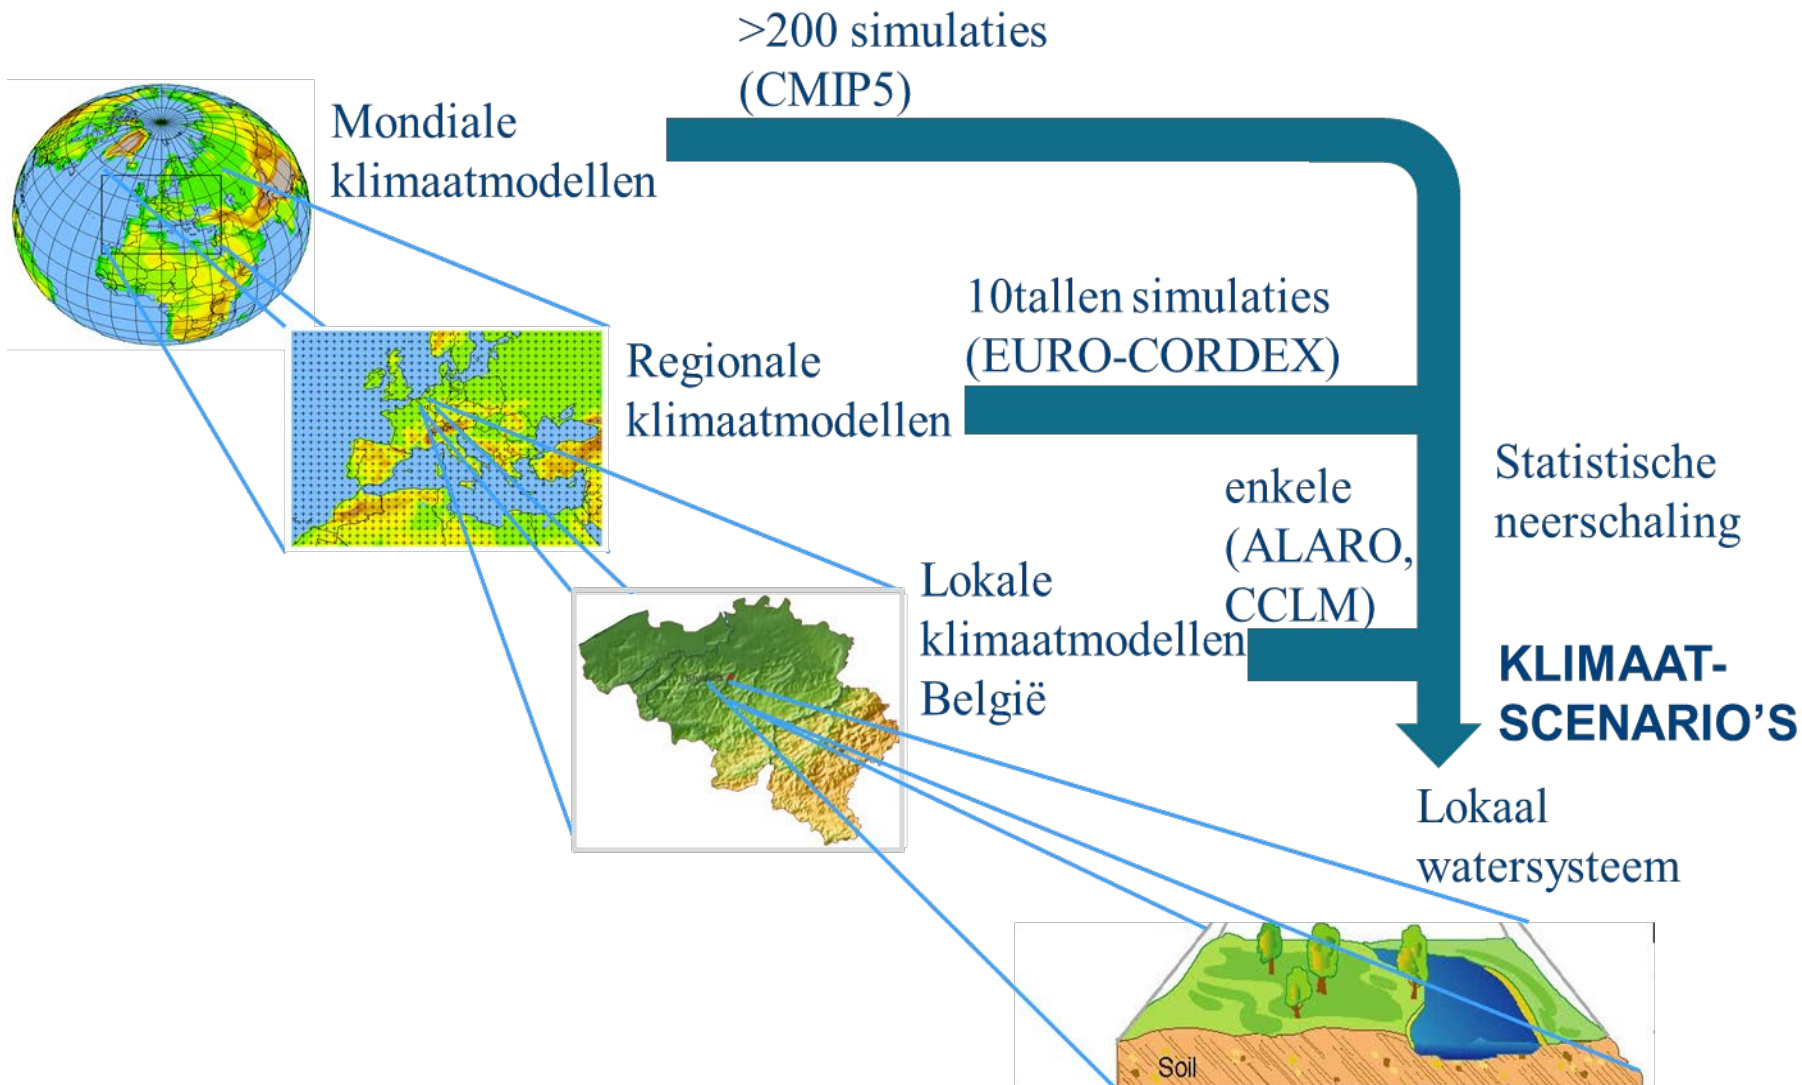 >200 simulaties
(CMIP5)
Mondiale
klimaatmodellen
10tallen simulaties
(EURO-CORDEX)
Regionale
klimaatmodellen
Statistische
neerschaling
enkele
(ALARO,
CCLM)
Lokale
klimaatmodellen
België
KLIMAAT-
SCENARIO’S
Lokaal
watersysteem
Soil